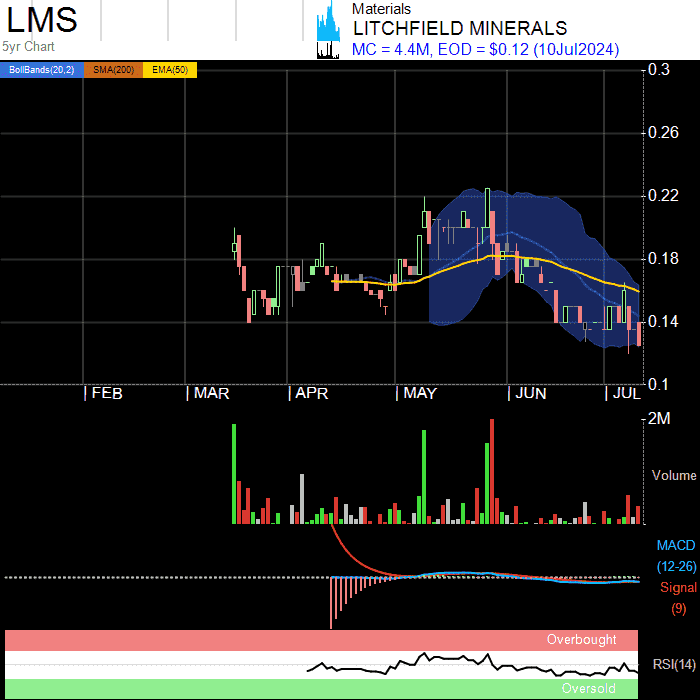 LMS
5yr Chart
Materials
LITCHFIELD MINERALS
MC = 4.4M, EOD = $0.12 (10Jul2024)
BollBands(20,2) SMA(200) EMA(50)
0.3
0.26
0.22
0.18
0.14
0.1
FEB MAR APR MAY JUN JUL
2M
Volume
MACD
(12-26)
Signal
(9)
Overbought
RSI(14)
Oversold